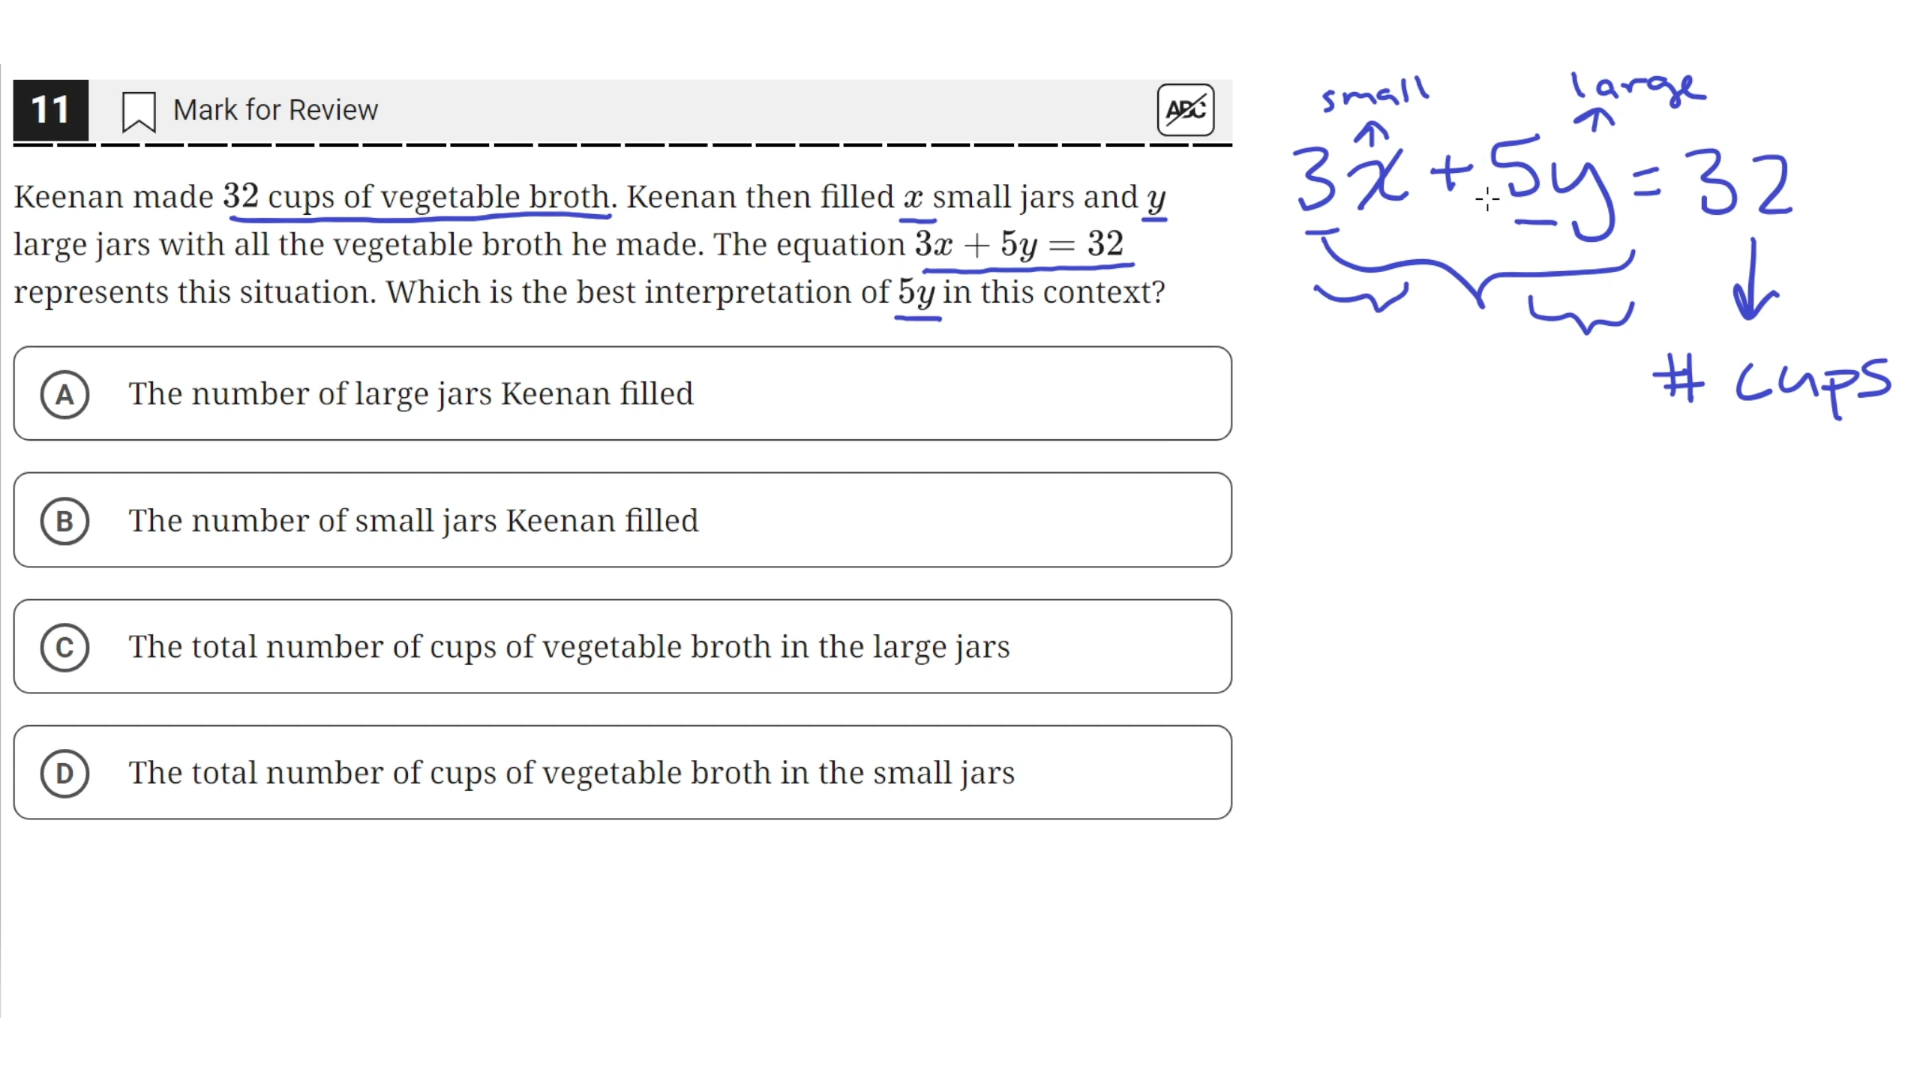 11 Mark for Review ABC
Keenan made 32 cups of vegetable broth. Keenan then filled x small jars and y
large jars with all the vegetable broth he made. The equation 3x + 5y = 32
represents this situation. Which is the best interpretation of 5y in this context?
A The number of large jars Keenan filled
B The number of small jars Keenan filled
C The total number of cups of vegetable broth in the large jars
D The total number of cups of vegetable broth in the small jars
small large
3x + 5y = 32
# cups